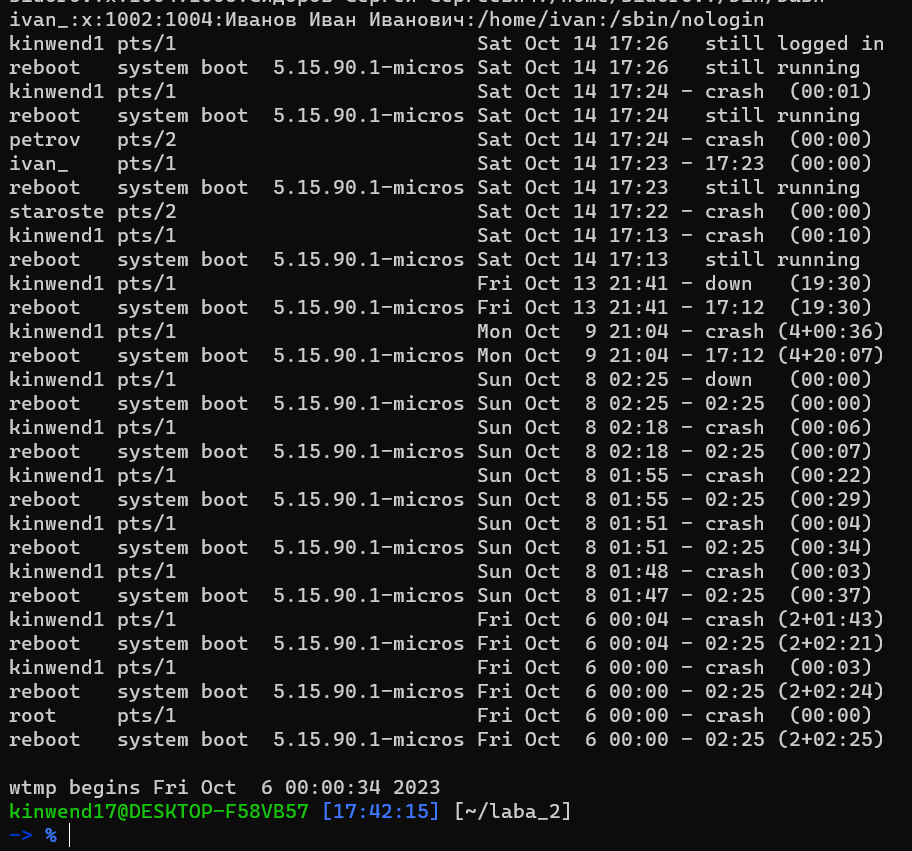 ivan_:x:1002:1004:Иванов Иван Иванович:/home/ivan:/sbin/nologin
kinwend1 pts/1                         Sat Oct 14 17:26   still logged in
reboot   system boot  5.15.90.1-micros Sat Oct 14 17:26   still running
kinwend1 pts/1                         Sat Oct 14 17:24 - crash  (00:01)
reboot   system boot  5.15.90.1-micros Sat Oct 14 17:24   still running
petrov   pts/2                         Sat Oct 14 17:24 - crash  (00:00)
ivan_    pts/1                         Sat Oct 14 17:23 - 17:23  (00:00)
reboot   system boot  5.15.90.1-micros Sat Oct 14 17:23   still running
staroste pts/2                         Sat Oct 14 17:22 - crash  (00:00)
kinwend1 pts/1                         Sat Oct 14 17:13 - crash  (00:10)
reboot   system boot  5.15.90.1-micros Sat Oct 14 17:13   still running
kinwend1 pts/1                         Fri Oct 13 21:41 - down   (19:30)
reboot   system boot  5.15.90.1-micros Fri Oct 13 21:41 - 17:12  (19:30)
kinwend1 pts/1                         Mon Oct  9 21:04 - crash (4+00:36)
reboot   system boot  5.15.90.1-micros Mon Oct  9 21:04 - 17:12 (4+20:07)
kinwend1 pts/1                         Sun Oct  8 02:25 - down   (00:00)
reboot   system boot  5.15.90.1-micros Sun Oct  8 02:25 - 02:25  (00:00)
kinwend1 pts/1                         Sun Oct  8 02:18 - crash  (00:06)
reboot   system boot  5.15.90.1-micros Sun Oct  8 02:18 - 02:25  (00:07)
kinwend1 pts/1                         Sun Oct  8 01:55 - crash  (00:22)
reboot   system boot  5.15.90.1-micros Sun Oct  8 01:55 - 02:25  (00:29)
kinwend1 pts/1                         Sun Oct  8 01:51 - crash  (00:04)
reboot   system boot  5.15.90.1-micros Sun Oct  8 01:51 - 02:25  (00:34)
kinwend1 pts/1                         Sun Oct  8 01:48 - crash  (00:03)
reboot   system boot  5.15.90.1-micros Sun Oct  8 01:47 - 02:25  (00:37)
kinwend1 pts/1                         Fri Oct  6 00:04 - crash (2+01:43)
reboot   system boot  5.15.90.1-micros Fri Oct  6 00:04 - 02:25 (2+02:21)
kinwend1 pts/1                         Fri Oct  6 00:00 - crash  (00:03)
reboot   system boot  5.15.90.1-micros Fri Oct  6 00:00 - 02:25 (2+02:24)
root     pts/1                         Fri Oct  6 00:00 - crash  (00:00)
reboot   system boot  5.15.90.1-micros Fri Oct  6 00:00 - 02:25 (2+02:25)

wtmp begins Fri Oct  6 00:00:34 2023
kinwend17@DESKTOP-F58VB57 [17:42:15] [~/laba_2]
-> %